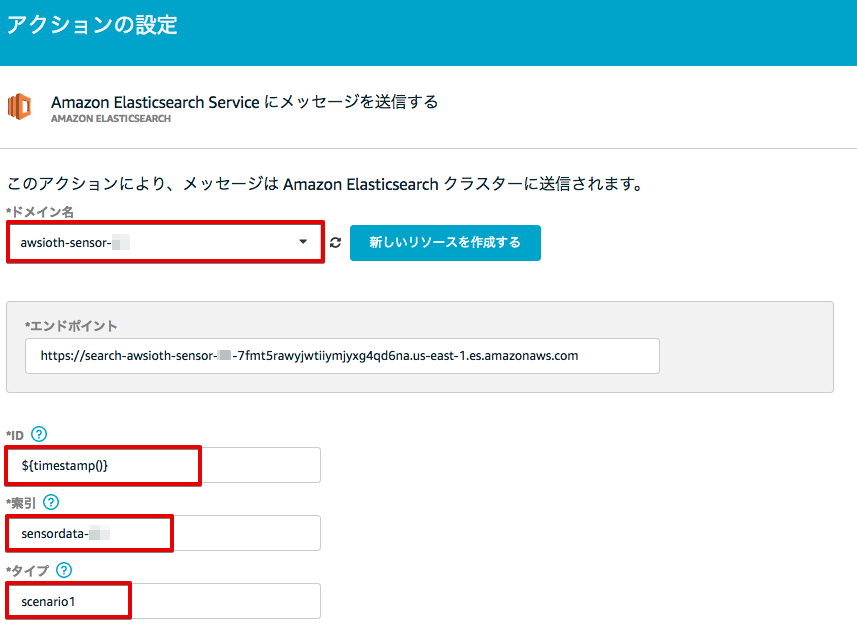 アクションの設定
Amazon Elasticsearch Service にメッセージを送信する
AMAZON ELASTICSEARCH
このアクションにより、メッセージは Amazon Elasticsearch クラスターに送信されます。
*ドメイン名
awsioth-sensor-
新しいリソースを作成する
*エンドポイント
https://search-awsioth-sensor- -7fmt5rawyjwtiiymjyxg4qd6na.us-east-1.es.amazonaws.com
*ID ?
${timestamp()}
*索引 ?
sensordata-
*タイプ ?
scenario1